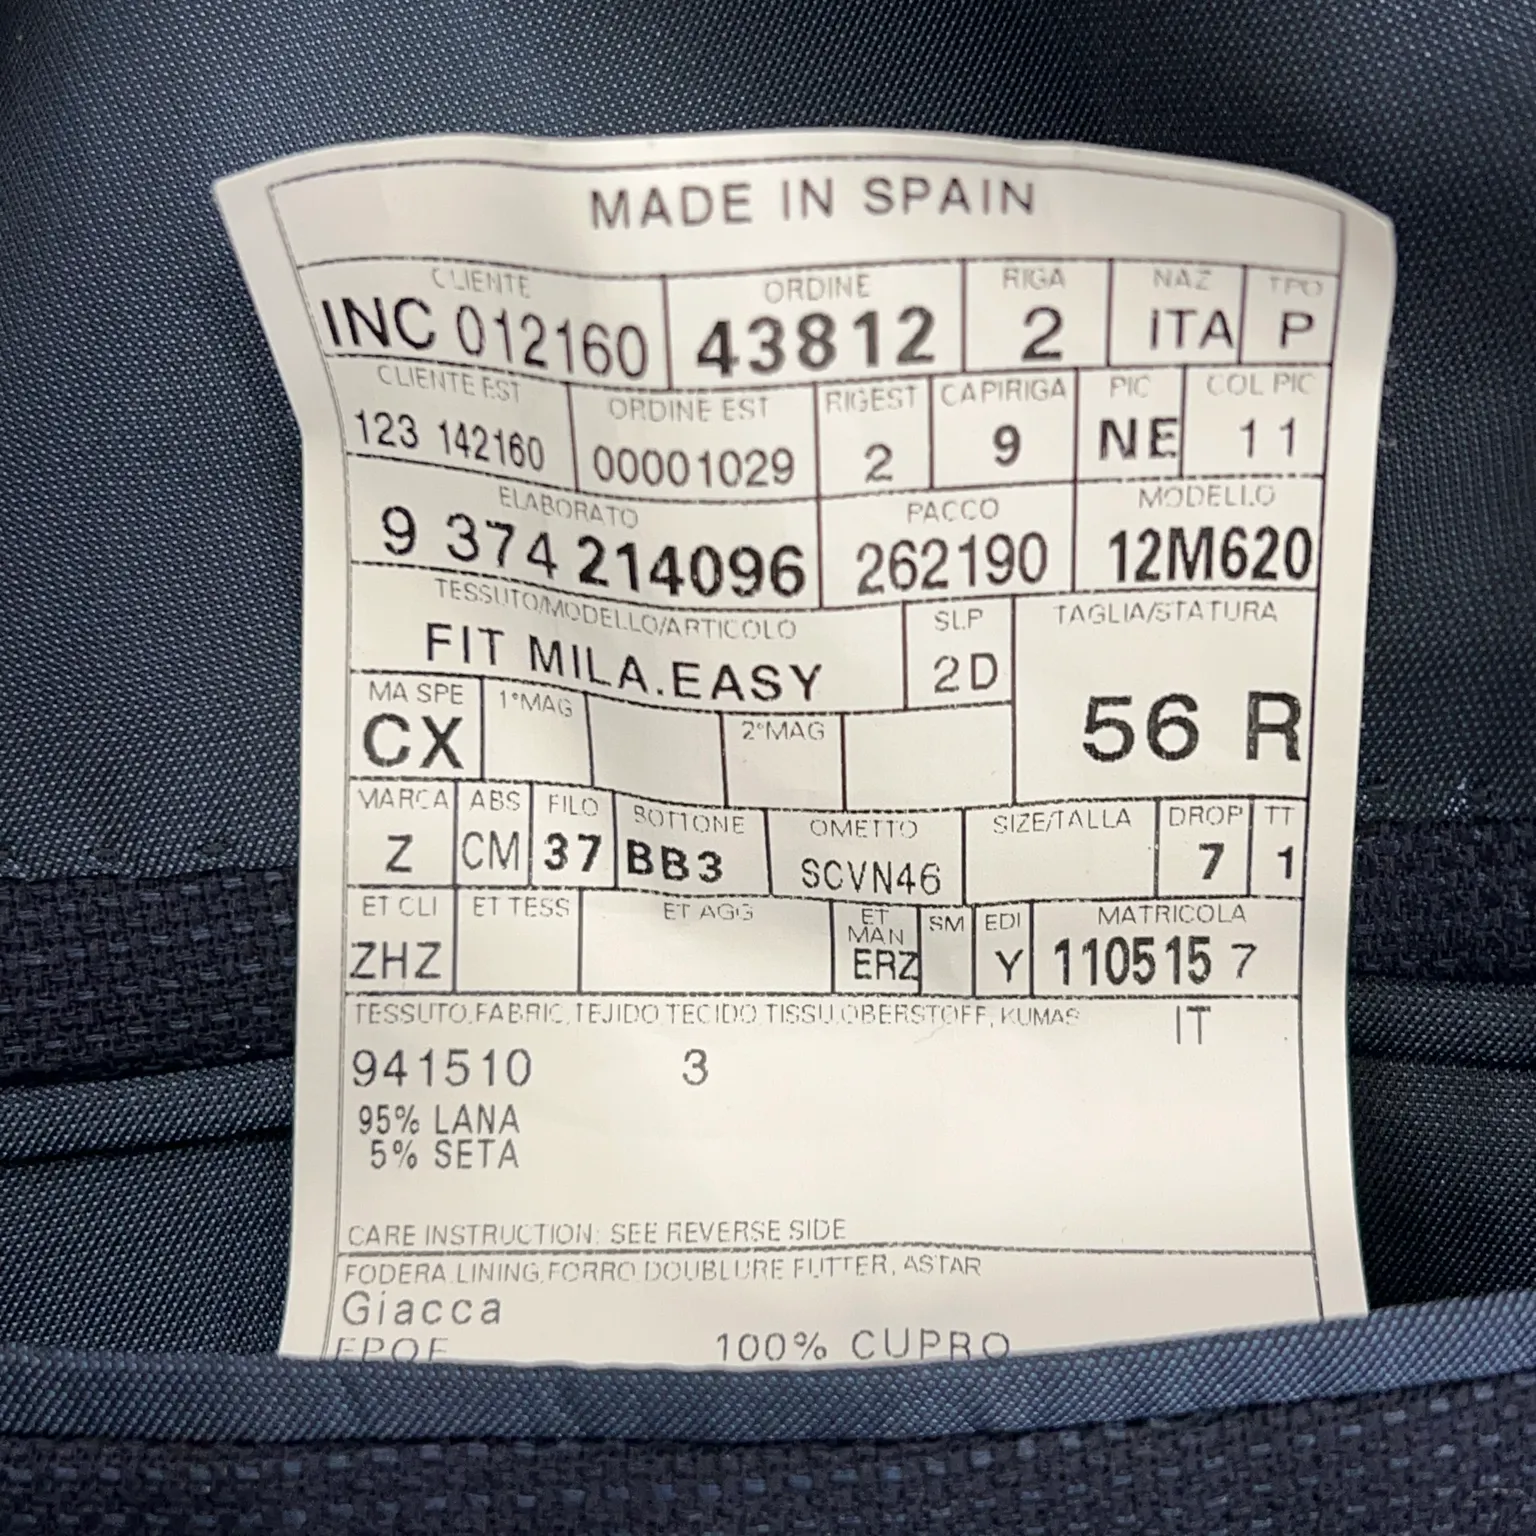 MADE IN SPAIN
CLIENTE ORDINE RIGA NAZ TPO
INC 012160 43812 2 ITA P
CLIENTE EST ORDINE EST RIGEST CAPIRIGA PIC COL PIC
123 142160 00001029 2 9 NE 11
ELABORATO PACCO MODELLO
9 374 214096 262190 12M620
TESSUTO/MODELLO/ARTICOLO SLP TAGLIA/STATURA
FIT MILA.EASY 2D 56 R
MA SPE 1°MAG 2°MAG
CX
MARCA ABS FILO BOTTONE OMETTO SIZE/TALLA DROP TT
Z CM 37 BB3 SCVN46 7 1
ET CLI ET TESS ET AGG ET MAN SM EDI MATRICOLA
ZHZ ERZ Y 110515 7
TESSUTO,FABRIC,TEJIDO TECIDO,TISSU,OBERSTOFF, KUMAS IT
941510 3
95% LANA
5% SETA
CARE INSTRUCTION: SEE REVERSE SIDE
FODERA,LINING,FORRO,DOUBLURE FUTTER, ASTAR
Giacca
100% CUPRO